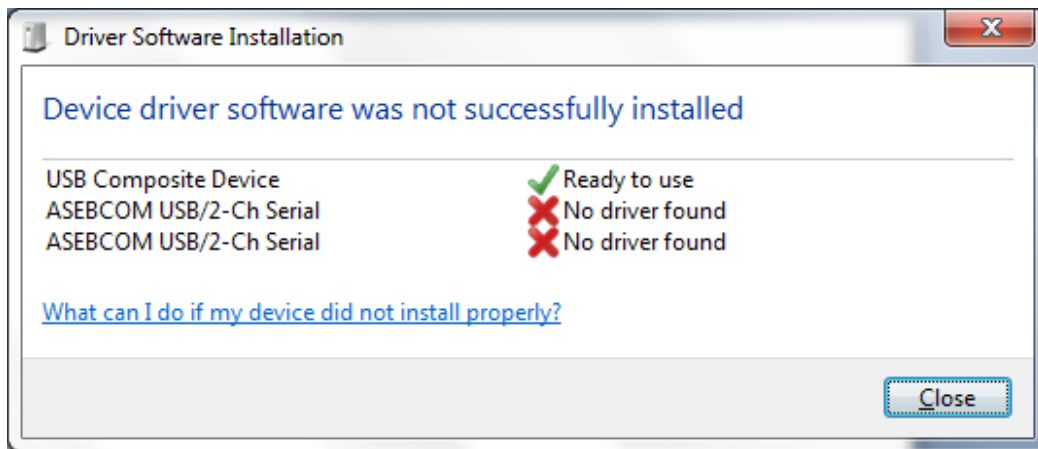 Driver Software Installation
Device driver software was not successfully installed
USB Composite Device Ready to use
ASEBCOM USB/2-Ch Serial No driver found
ASEBCOM USB/2-Ch Serial No driver found
What can I do if my device did not install properly?
Close